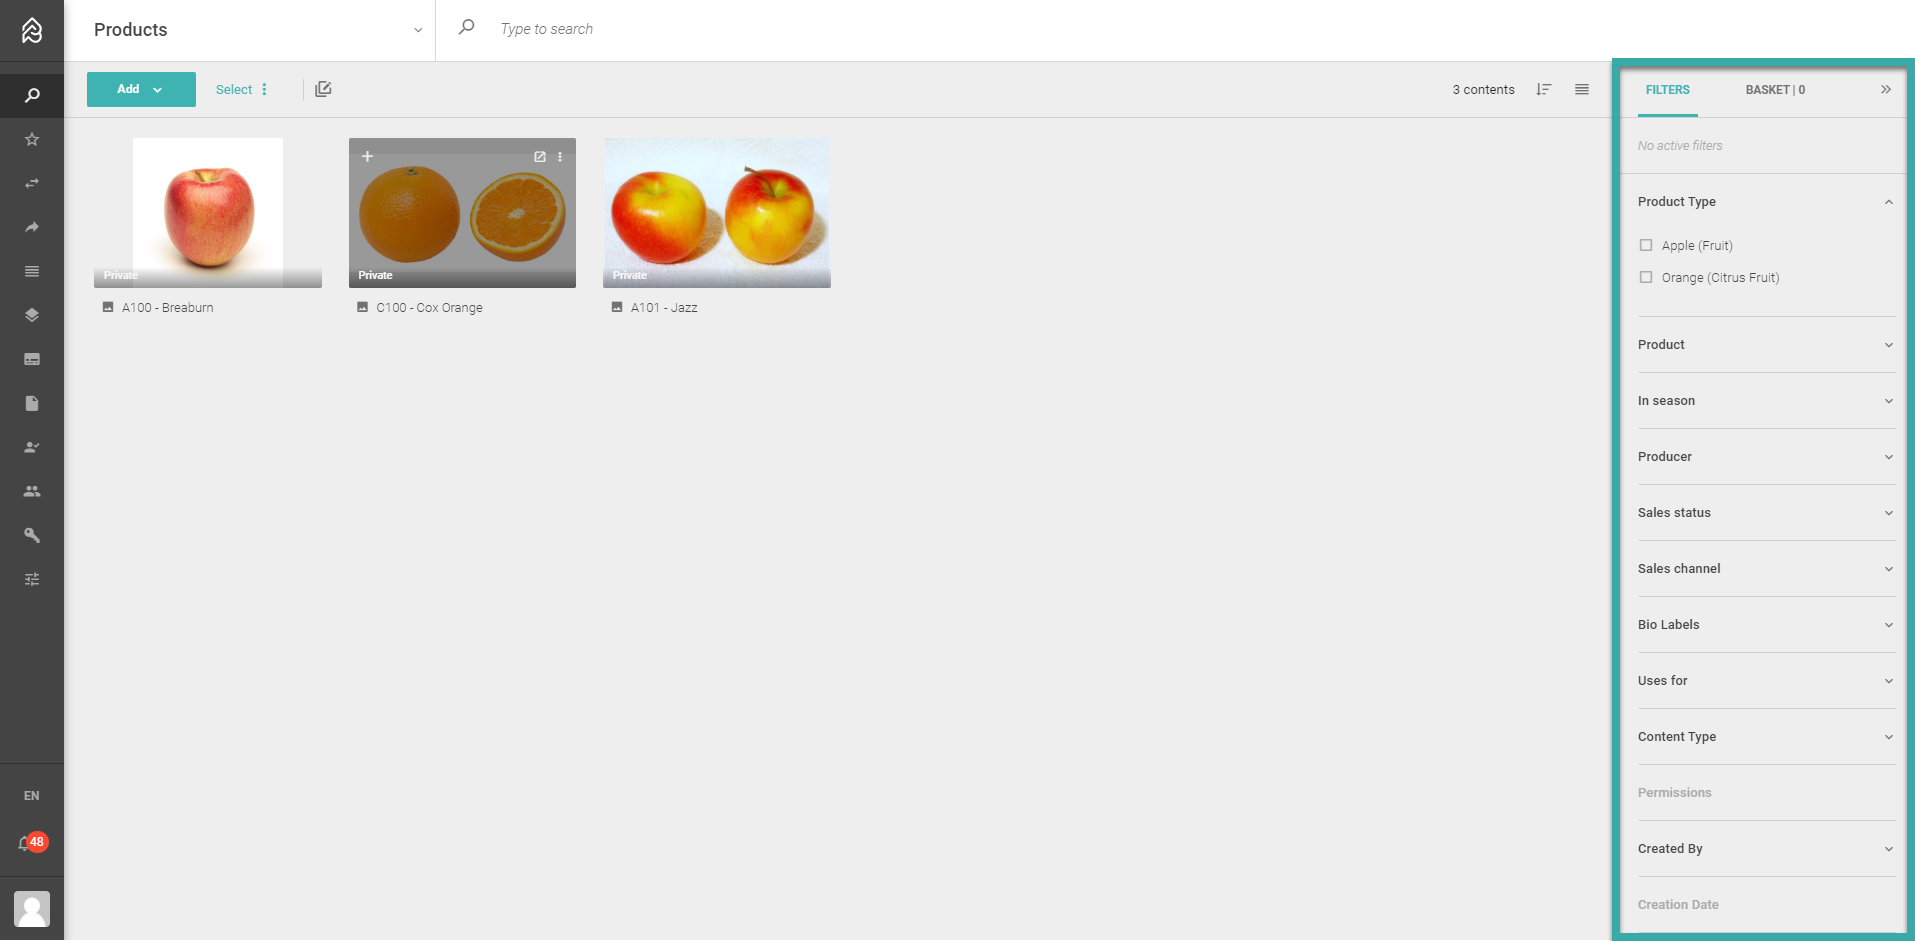 Products
Type to search
Add
Select
3 contents
FILTERS
BASKET | 0
No active filters
Product Type
Apple (Fruit)
Orange (Citrus Fruit)
Product
In season
Producer
Sales status
Sales channel
Bio Labels
Uses for
Content Type
Permissions
Created By
Creation Date
Private
Private
Private
A100 - Breaburn
C100 - Cox Orange
A101 - Jazz
EN
48